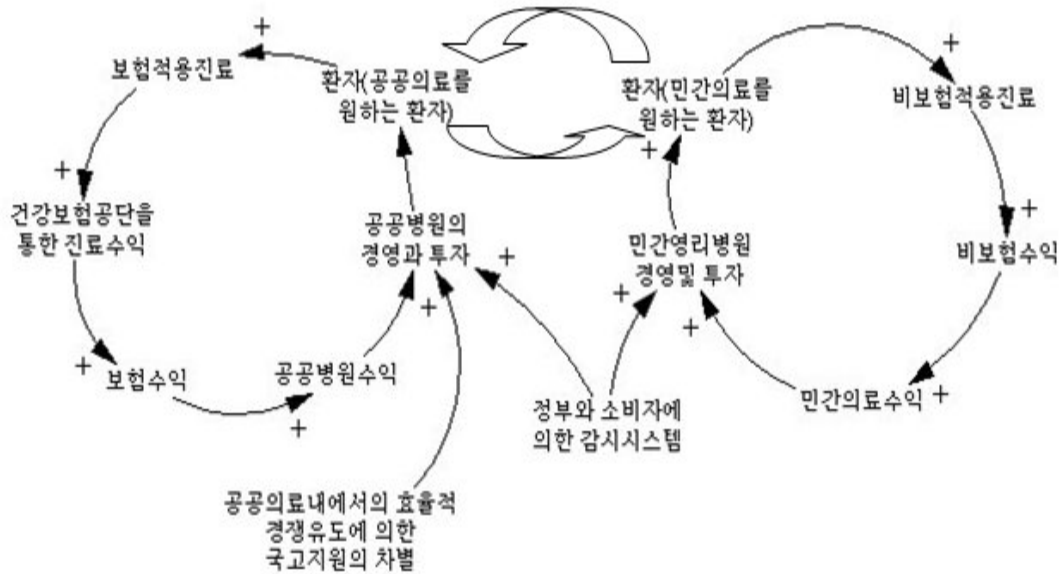 보험적용진료
환자(공공의료를
원하는 환자)
환자(민간의료를
원하는 환자)
비보험적용진료
건강보험공단을
통한 진료수익
공공병원의
경영과 투자
민간영리병원
경영및 투자
비보험수익
보험수익
공공병원수익
정부와 소비자에
의한 감시시스템
민간의료수익
공공의료내에서의 효율적
경쟁유도에 의한
국고지원의 차별
+
+
+
+
+
+
+
+
+
+
+
+